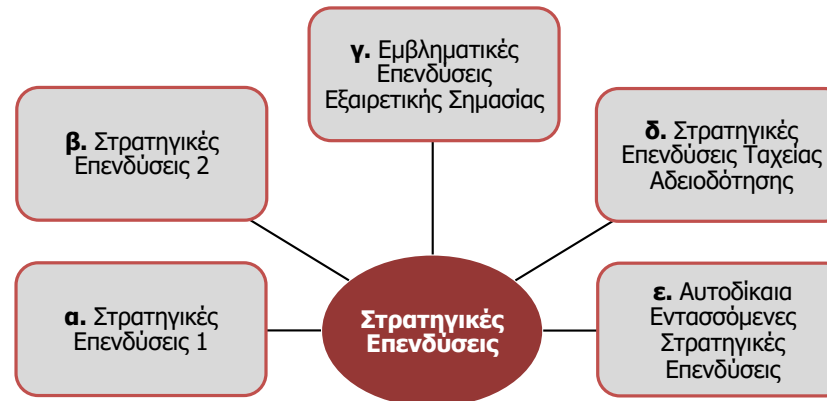 γ. Εμβληματικές
Επενδύσεις
Εξαιρετικής Σημασίας
β. Στρατηγικές
Επενδύσεις 2
δ. Στρατηγικές
Επενδύσεις Ταχείας
Αδειοδότησης
α. Στρατηγικές
Επενδύσεις 1
Στρατηγικές
Επενδύσεις
ε. Αυτοδίκαια
Εντασσόμενες
Στρατηγικές
Επενδύσεις